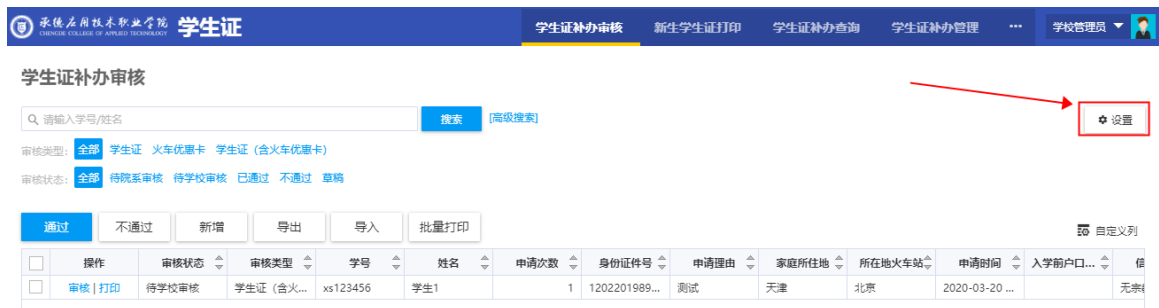 承德应用技术职业学院 学生证 学生证补办审核 新生学生证打印 学生证补办查询 学生证补办管理 ··· 学校管理员
CHENGDE COLLEGE OF APPLIED TECHNOLOGY
学生证补办审核
请输入学号/姓名 搜索 [高级搜索] 设置
审核类型: 全部 学生证 火车优惠卡 学生证（含火车优惠卡）
审核状态: 全部 待院系审核 待学校审核 已通过 不通过 草稿
通过 不通过 新增 导出 导入 批量打印 自定义列
操作 审核状态 审核类型 学号 姓名 申请次数 身份证件号 申请理由 家庭所住地 所在地火车站 申请时间 入学前户口...
审核 | 打印 待学校审核 学生证（含火... xs123456 学生1 1 1202201989... 测试 天津 北京 2020-03-20 ...